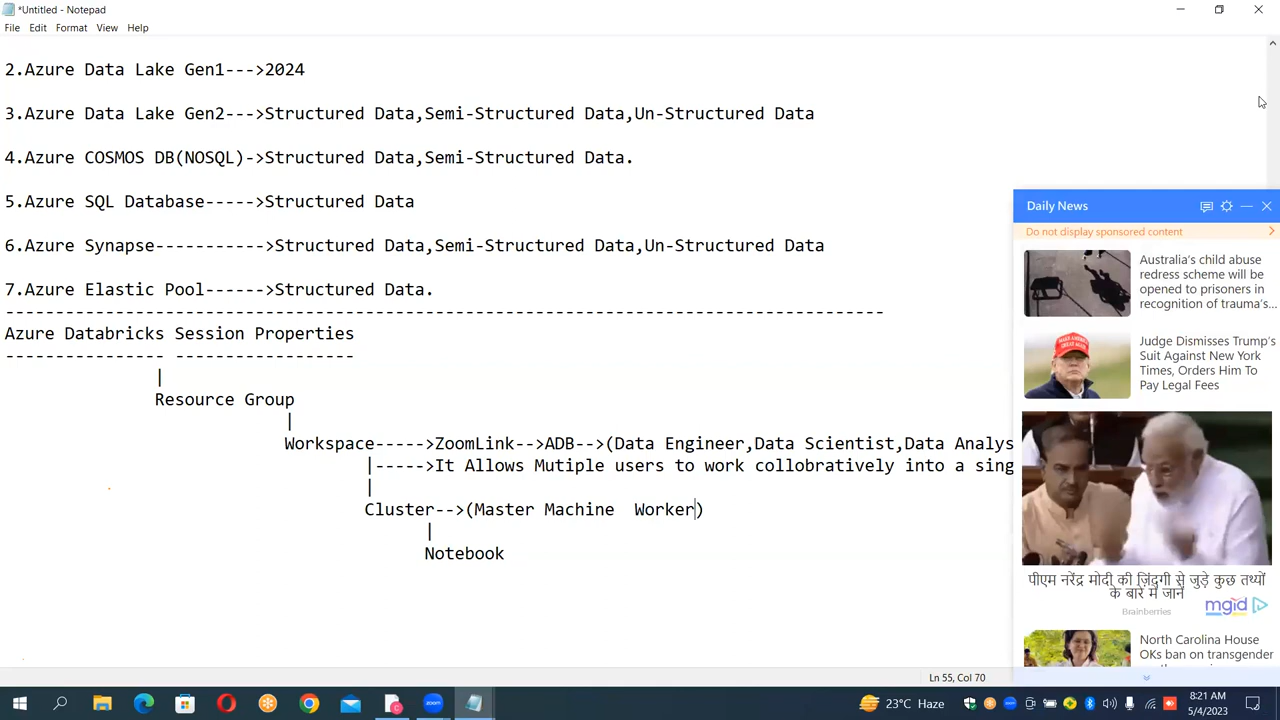 *Untitled - Notepad
File Edit Format View Help
2.Azure Data Lake Gen1--->2024
3.Azure Data Lake Gen2--->Structured Data,Semi-Structured Data,Un-Structured Data
4.Azure COSMOS DB(NOSQL)->Structured Data,Semi-Structured Data.
5.Azure SQL Database----->Structured Data
6.Azure Synapse----------->Structured Data,Semi-Structured Data,Un-Structured Data
7.Azure Elastic Pool------>Structured Data.
----------------------------------------------------------------------------------------
Azure Databricks Session Properties
---------------- ------------------
|
Resource Group
|
Workspace----->ZoomLink-->ADB-->(Data Engineer,Data Scientist,Data Analys
|----->It Allows Mutiple users to work collobratively into a sing
|
Cluster-->(Master Machine  Worker)
|
Notebook
Daily News
Do not display sponsored content
Australia's child abuse
redress scheme will be
opened to prisoners in
recognition of trauma's...
Judge Dismisses Trump's
Suit Against New York
Times, Orders Him To
Pay Legal Fees
पीएम नरेंद्र मोदी की ज़िंदगी से जुड़े कुछ तथ्यों
के बारे में जानें
mgid
Brainberries
North Carolina House
OKs ban on transgender
Ln 55, Col 70
23°C Haze
8:21 AM
5/4/2023